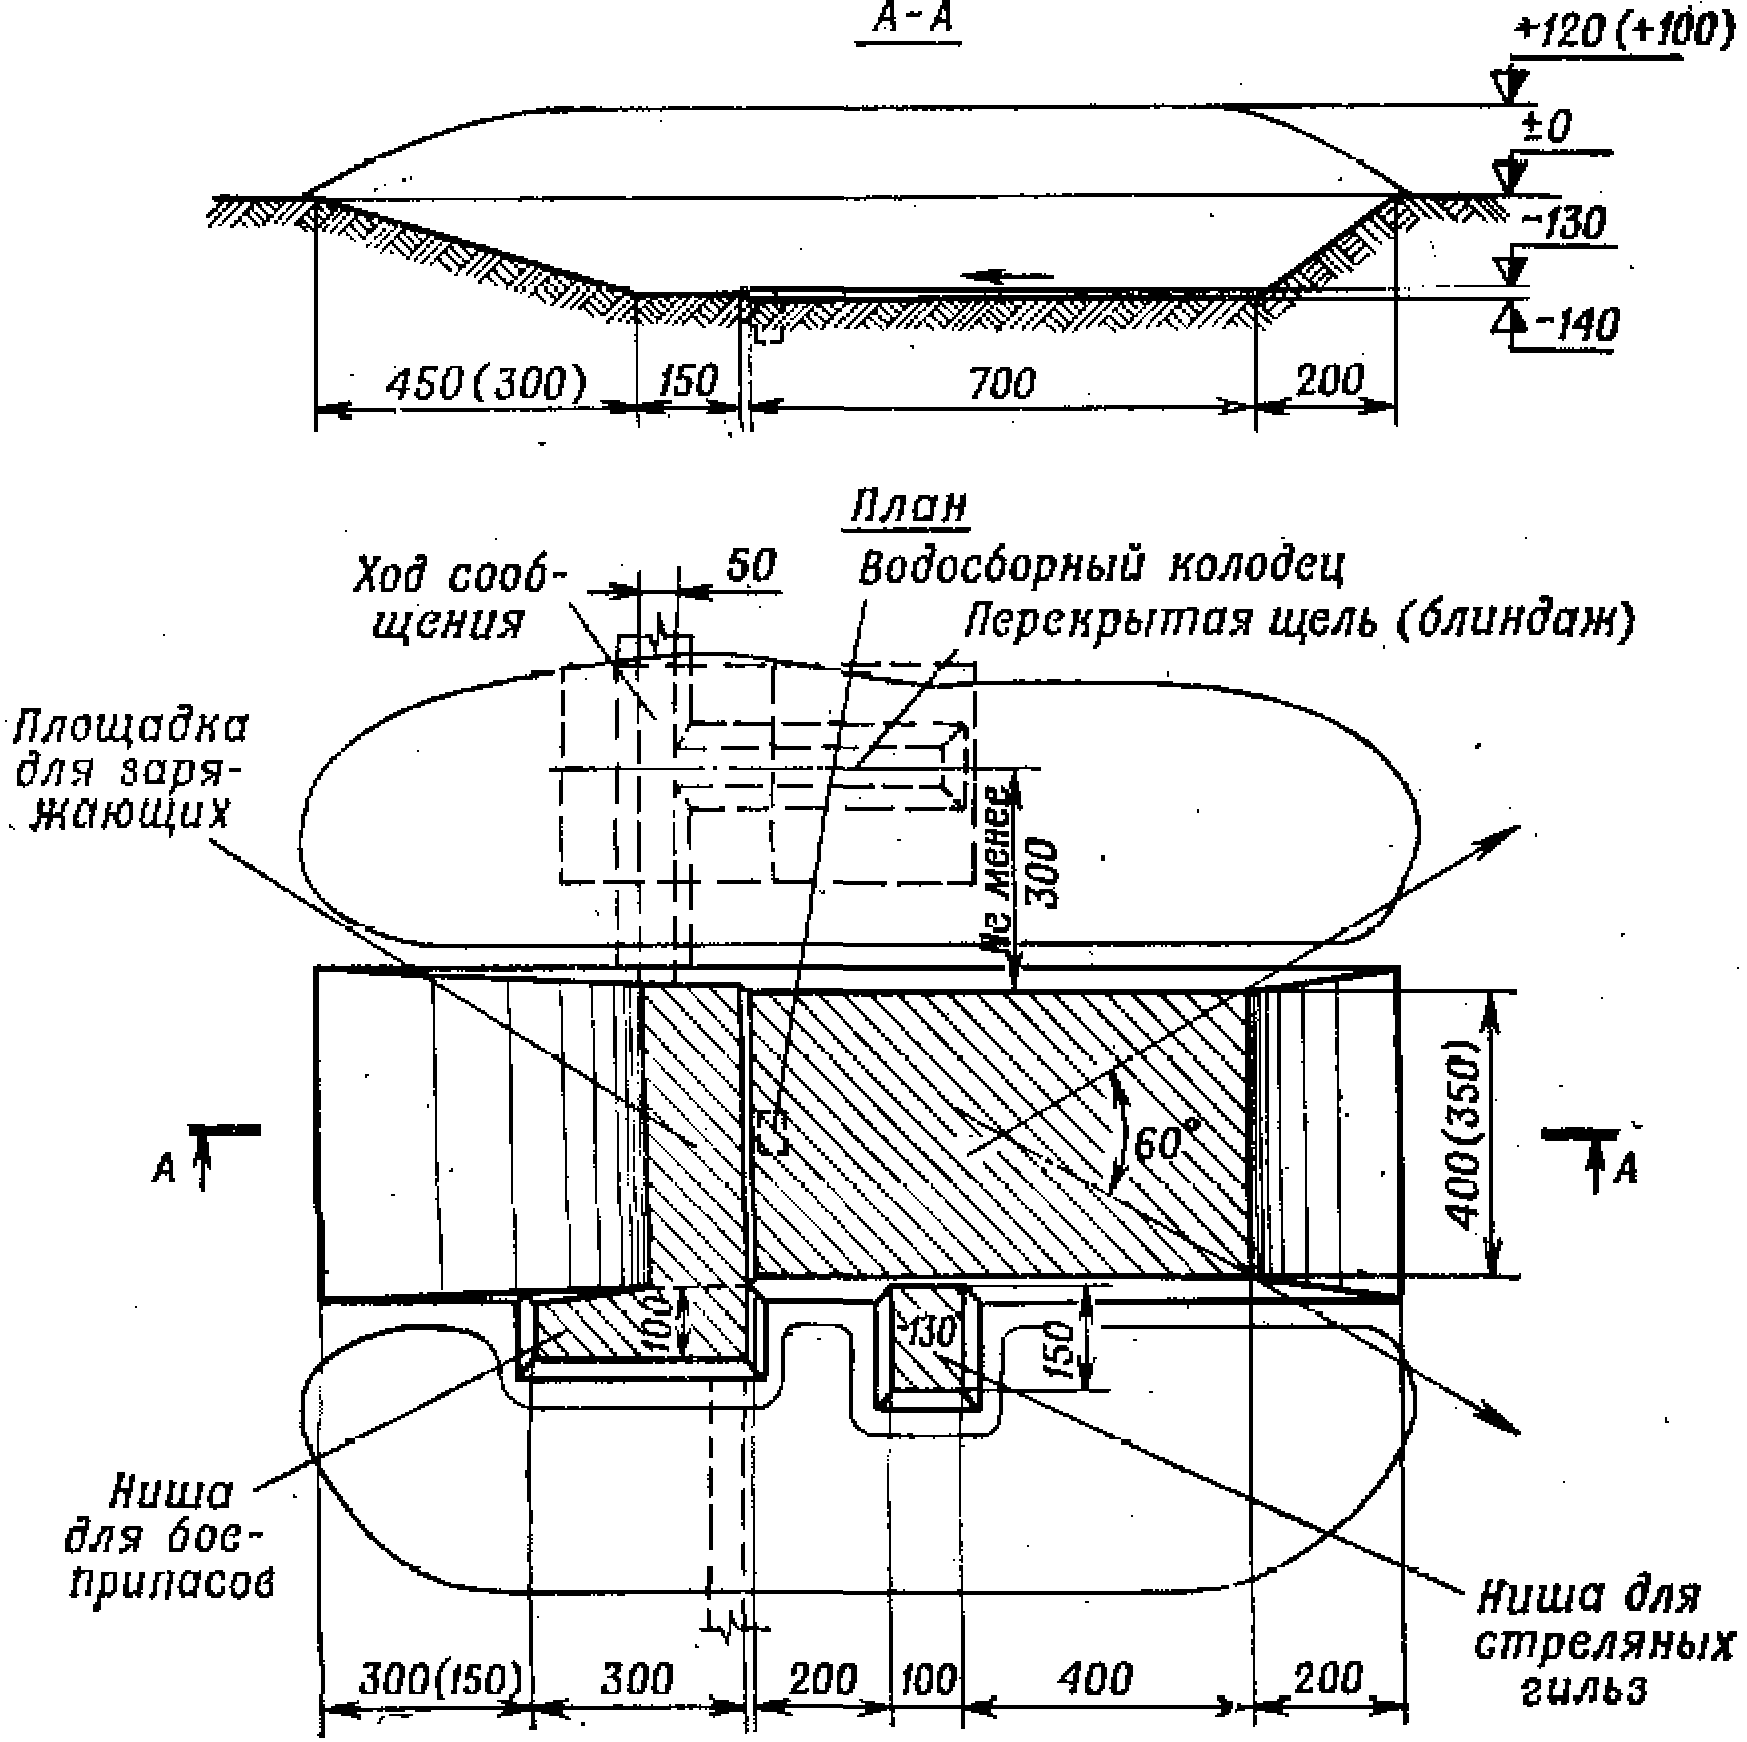 А-А
+120 (+100)
±0
-130
-140
450 (300)
150
700
200
План
Ход сооб-
щения
50
Водосборный колодец
Перекрытая щель (блиндаж)
Площадка
для заря-
жающих
Не менее
300
60°
400(350)
А
А
100
-130
150
Ниша
для бое-
припасов
Ниша для
стреляных
гильз
300(150)
300
200
100
400
200